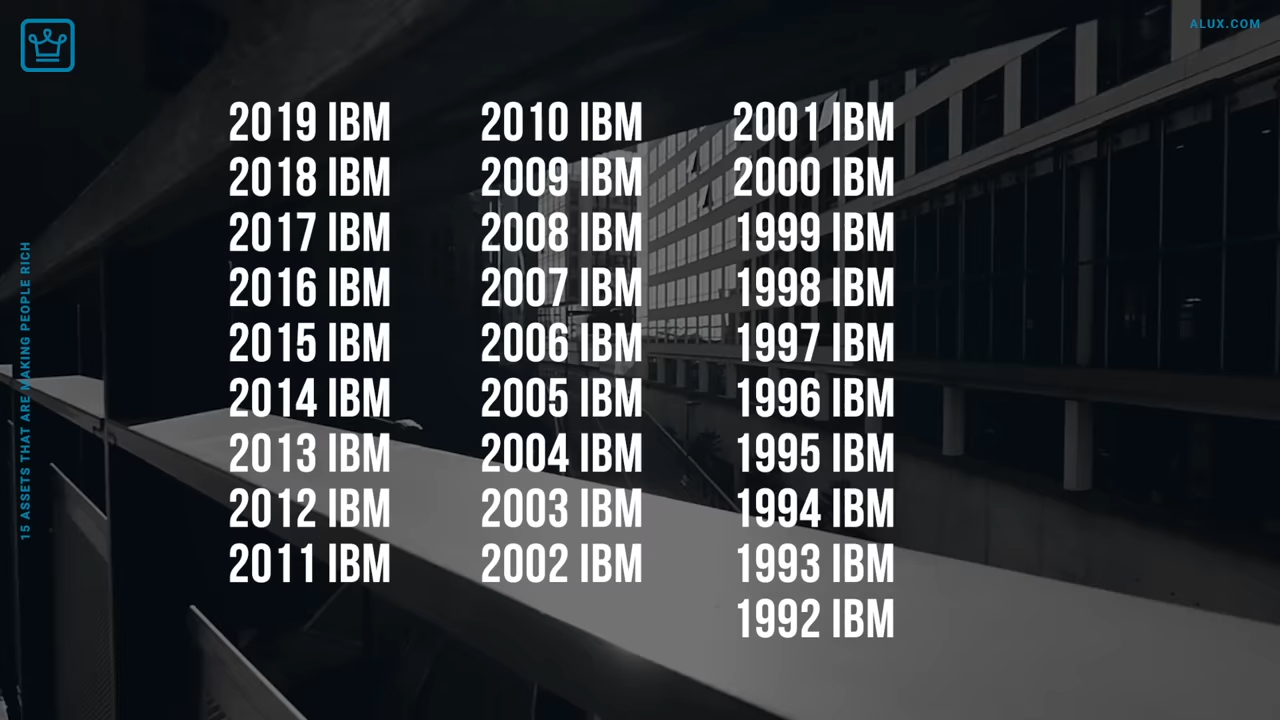 ALUX.COM
15 ASSETS THAT ARE MAKING PEOPLE RICH
2019 IBM
2018 IBM
2017 IBM
2016 IBM
2015 IBM
2014 IBM
2013 IBM
2012 IBM
2011 IBM
2010 IBM
2009 IBM
2008 IBM
2007 IBM
2006 IBM
2005 IBM
2004 IBM
2003 IBM
2002 IBM
2001 IBM
2000 IBM
1999 IBM
1998 IBM
1997 IBM
1996 IBM
1995 IBM
1994 IBM
1993 IBM
1992 IBM